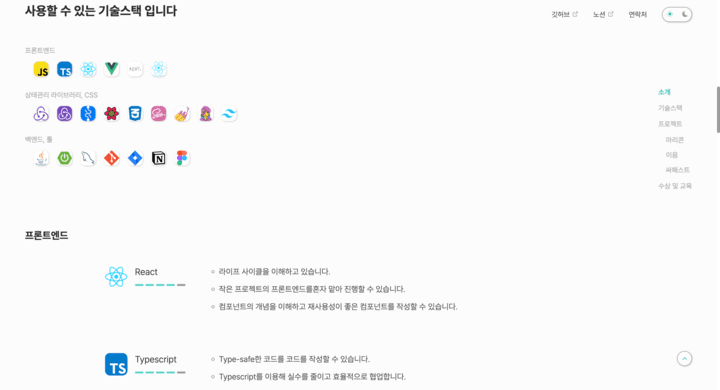 사용할 수 있는 기술스택 입니다
깃허브
노션
연락처
프론트엔드
JS
TS
상태관리 라이브러리, CSS
백엔드, 툴
소개
기술스택
프로젝트
마리콘
이음
싸패스트
수상 및 교육
프론트엔드
React
라이프 사이클을 이해하고 있습니다.
작은 프로젝트의 프론트엔드를혼자 맡아 진행할 수 있습니다.
컴포넌트의 개념을 이해하고 재사용성이 좋은 컴포넌트를 작성할 수 있습니다.
TS
Typescript
Type-safe한 코드를 코드를 작성할 수 있습니다.
Typescript를 이용해 실수를 줄이고 효율적으로 협업합니다.